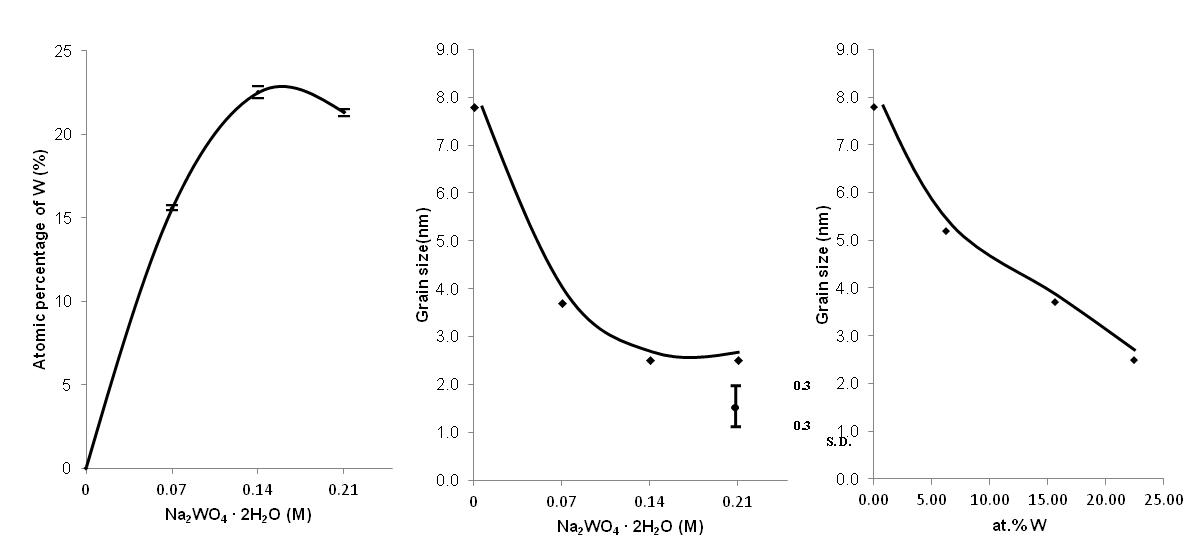 Atomic percentage of W (%)
25
20
15
10
5
0
0 0.07 0.14 0.21
Na₂WO₄ · 2H₂O (M)
Grain size(nm)
9.0
8.0
7.0
6.0
5.0
4.0
3.0
2.0
1.0
0.0
0 0.07 0.14 0.21
Na₂WO₄ · 2H₂O (M)
0.3
0.3
S.D.
Grain size (nm)
9.0
8.0
7.0
6.0
5.0
4.0
3.0
2.0
1.0
0.0
0.00 5.00 10.00 15.00 20.00 25.00
at.% W